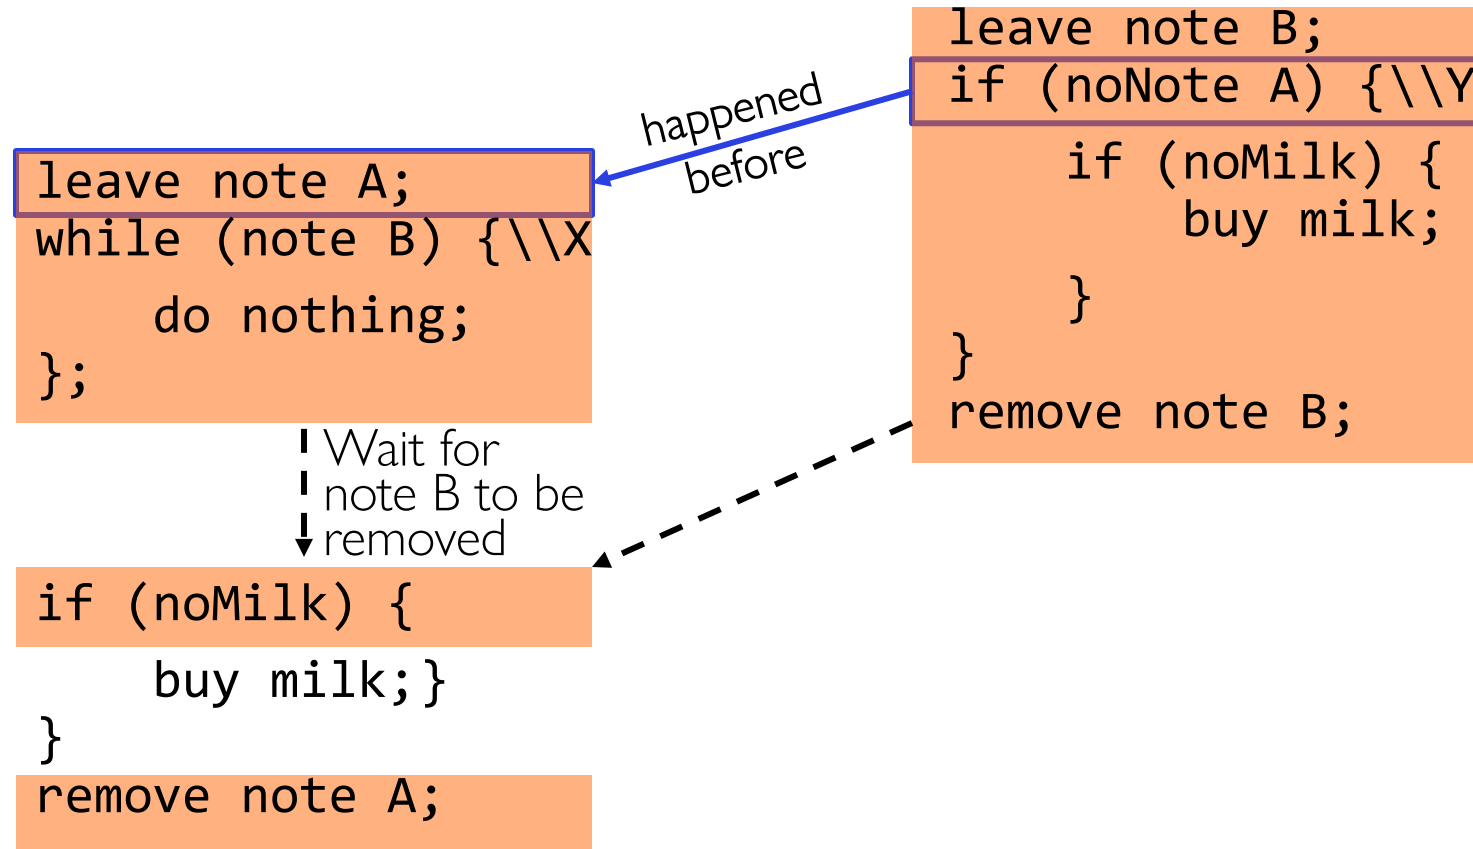 leave note A;
while (note B) {\\X
do nothing;
};
Wait for
note B to be
removed
if (noMilk) {
buy milk;}
}
remove note A;
happened
before
leave note B;
if (noNote A) {\\Y
if (noMilk) {
buy milk;
}
}
remove note B;